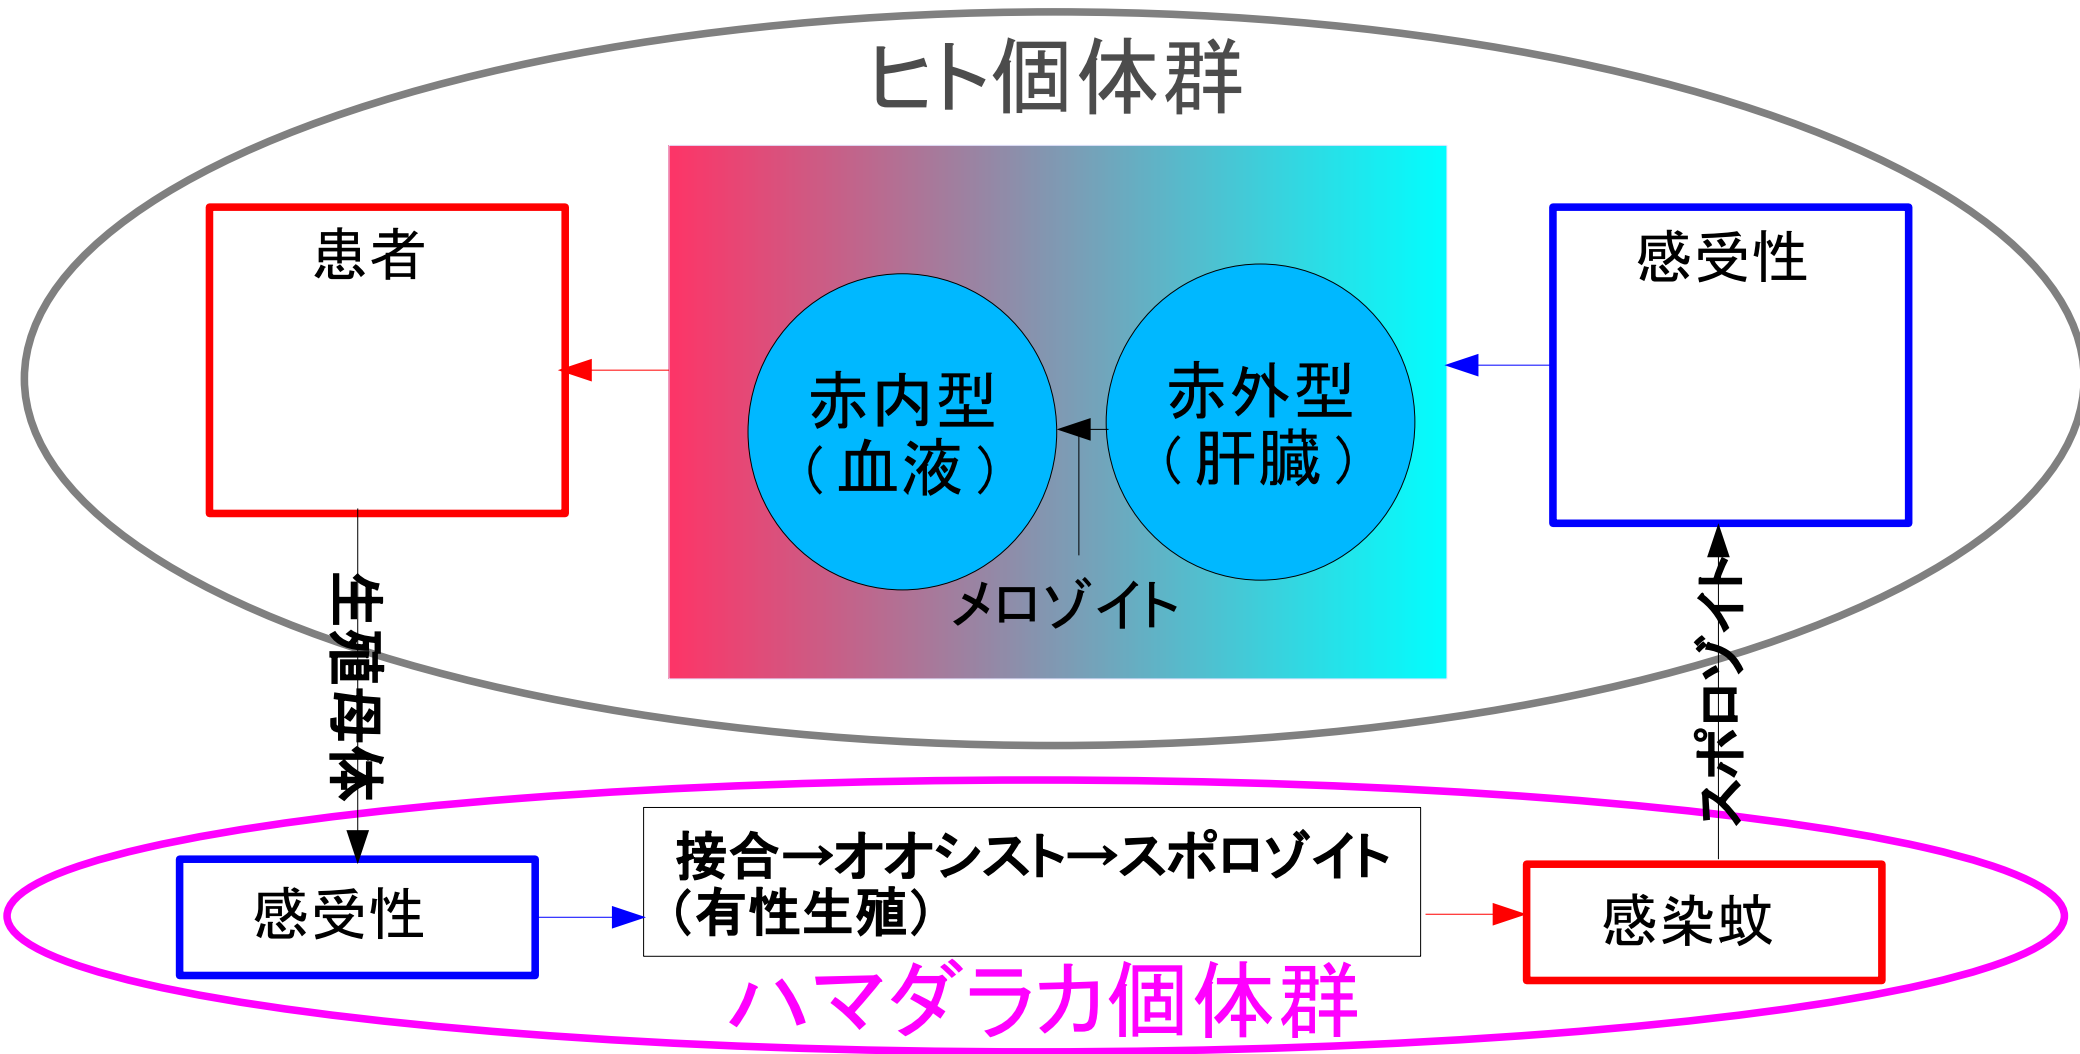 ヒト個体群
患者
感受性
赤内型
（血液）
赤外型
（肝臓）
メロゾイト
生殖母体
スポロゾイト
感受性
接合→オオシスト→スポロゾイト
（有性生殖）
感染蚊
ハマダラカ個体群